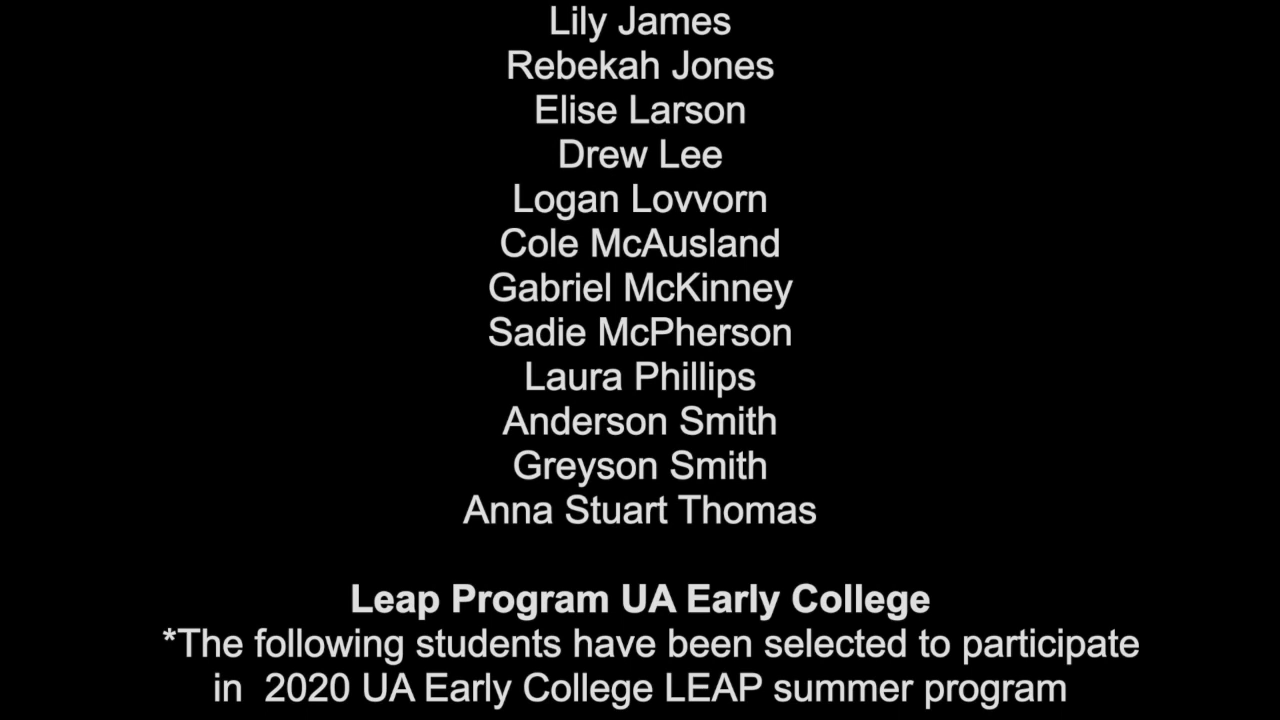 Lily James
Rebekah Jones
Elise Larson
Drew Lee
Logan Lovvorn
Cole McAusland
Gabriel McKinney
Sadie McPherson
Laura Phillips
Anderson Smith
Greyson Smith
Anna Stuart Thomas
Leap Program UA Early College
*The following students have been selected to participate
in  2020 UA Early College LEAP summer program